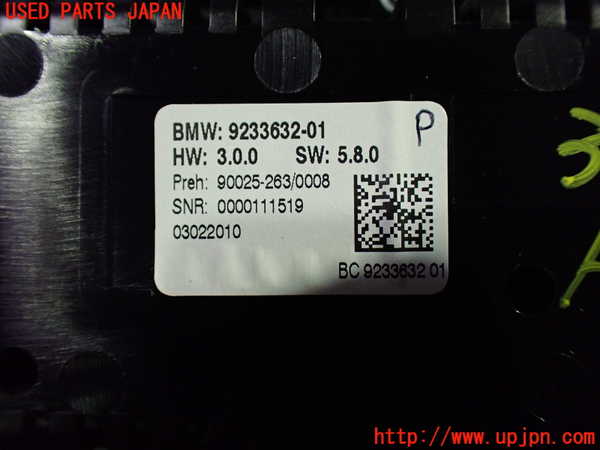 USED PARTS JAPAN
BMW: 9233632-01
P
HW: 3.0.0 SW: 5.8.0
Preh: 90025-263/0008
SNR: 0000111519
03022010
BC 9233632 01
http://www.upjpn.com